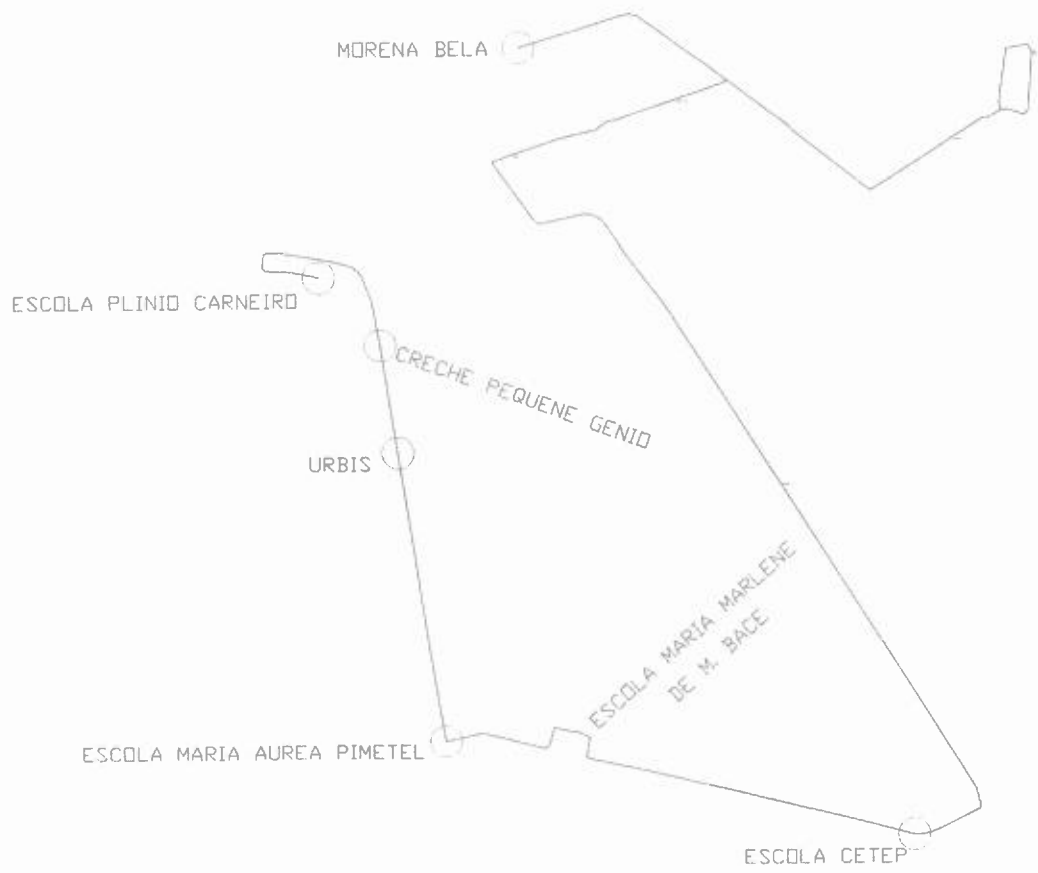 MORENA BELA
ESCOLA PLINIO CARNEIRO
CRECHE PEQUENE GENIO
URBIS
ESCOLA MARIA MARLENE
DE M. BACE
ESCOLA MARIA AUREA PIMETEL
ESCOLA CETEP